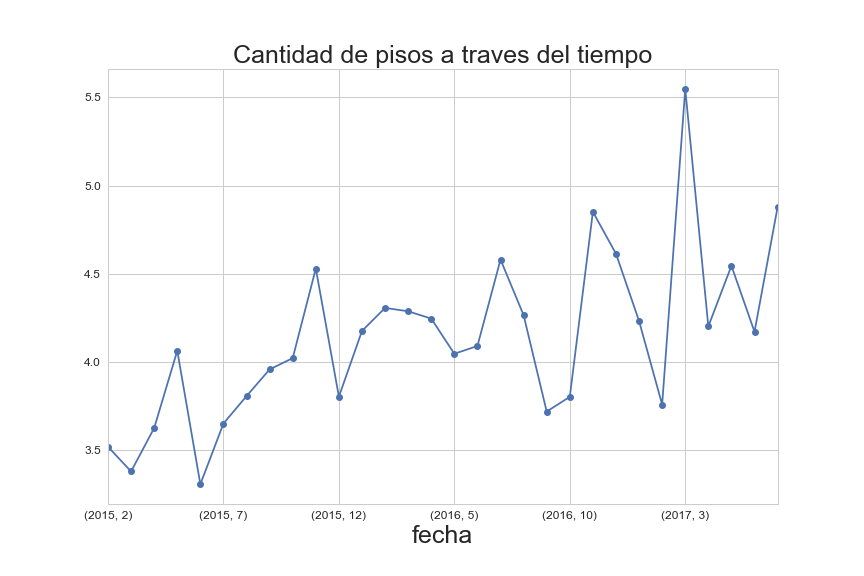 Cantidad de pisos a traves del tiempo
5.5
5.0
4.5
4.0
3.5
(2015, 2) (2015, 7) (2015, 12) (2016, 5) (2016, 10) (2017, 3)
fecha